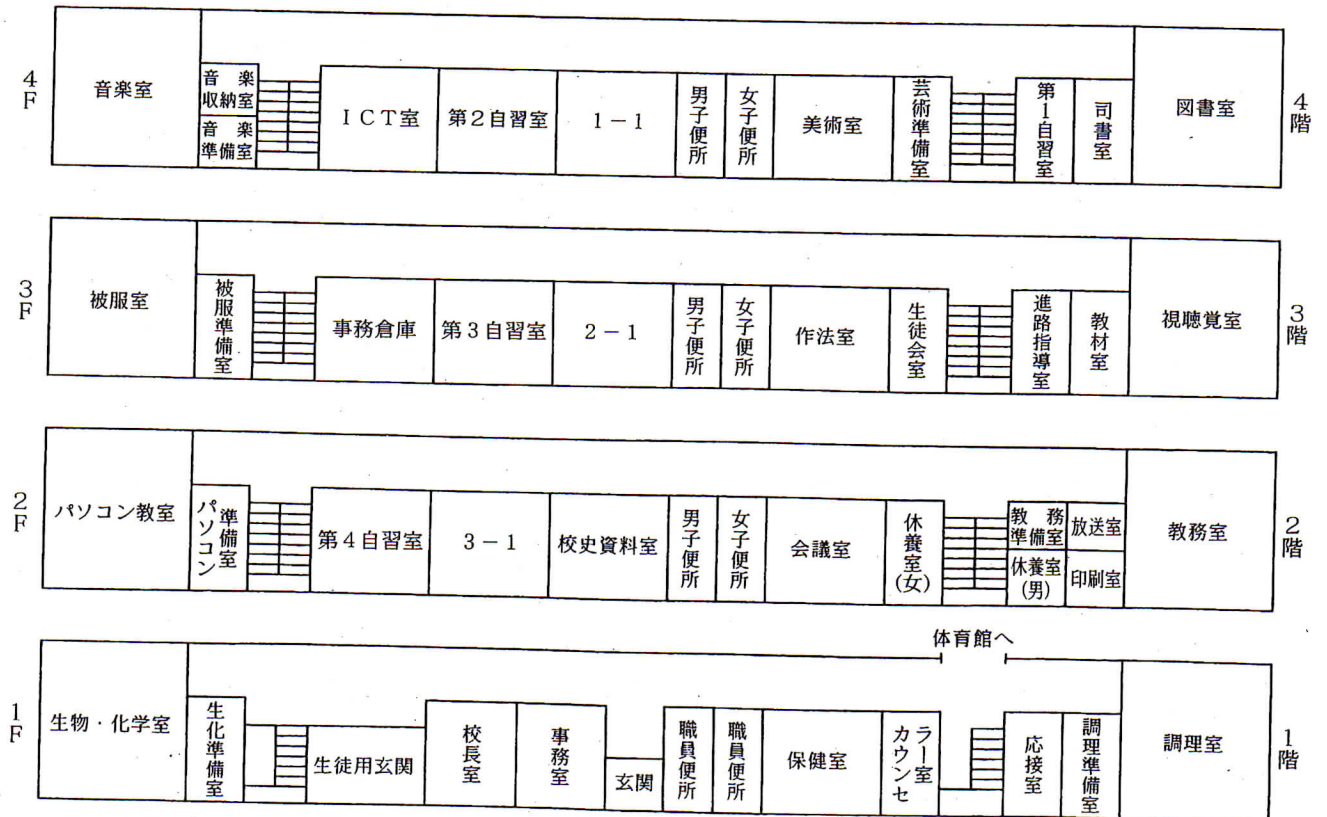 4F
音楽室
音楽収納室
音楽準備室
ICT室
第2自習室
1-1
男子便所
女子便所
美術室
芸術準備室
第1自習室
司書室
図書室
4階
3F
被服室
被服準備室
事務倉庫
第3自習室
2-1
男子便所
女子便所
作法室
生徒会室
進路指導室
教材室
視聴覚室
3階
2F
パソコン教室
パソコン準備室
第4自習室
3-1
校史資料室
男子便所
女子便所
会議室
休養室(女)
教務準備室
休養室(男)
放送室
印刷室
教務室
2階
体育館へ
1F
生物・化学室
生化準備室
生徒用玄関
校長室
事務室
玄関
職員便所
職員便所
保健室
カウンセラー室
応接室
調理準備室
調理室
1階